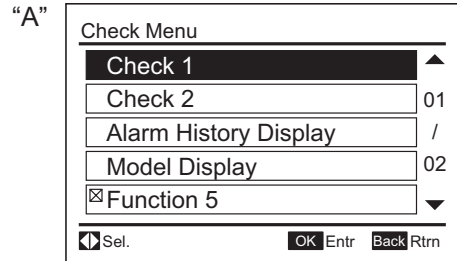 “A”
Check Menu
Check 1
Check 2
01
Alarm History Display
/
Model Display
02
Function 5
Sel. OK Entr Back Rtrn